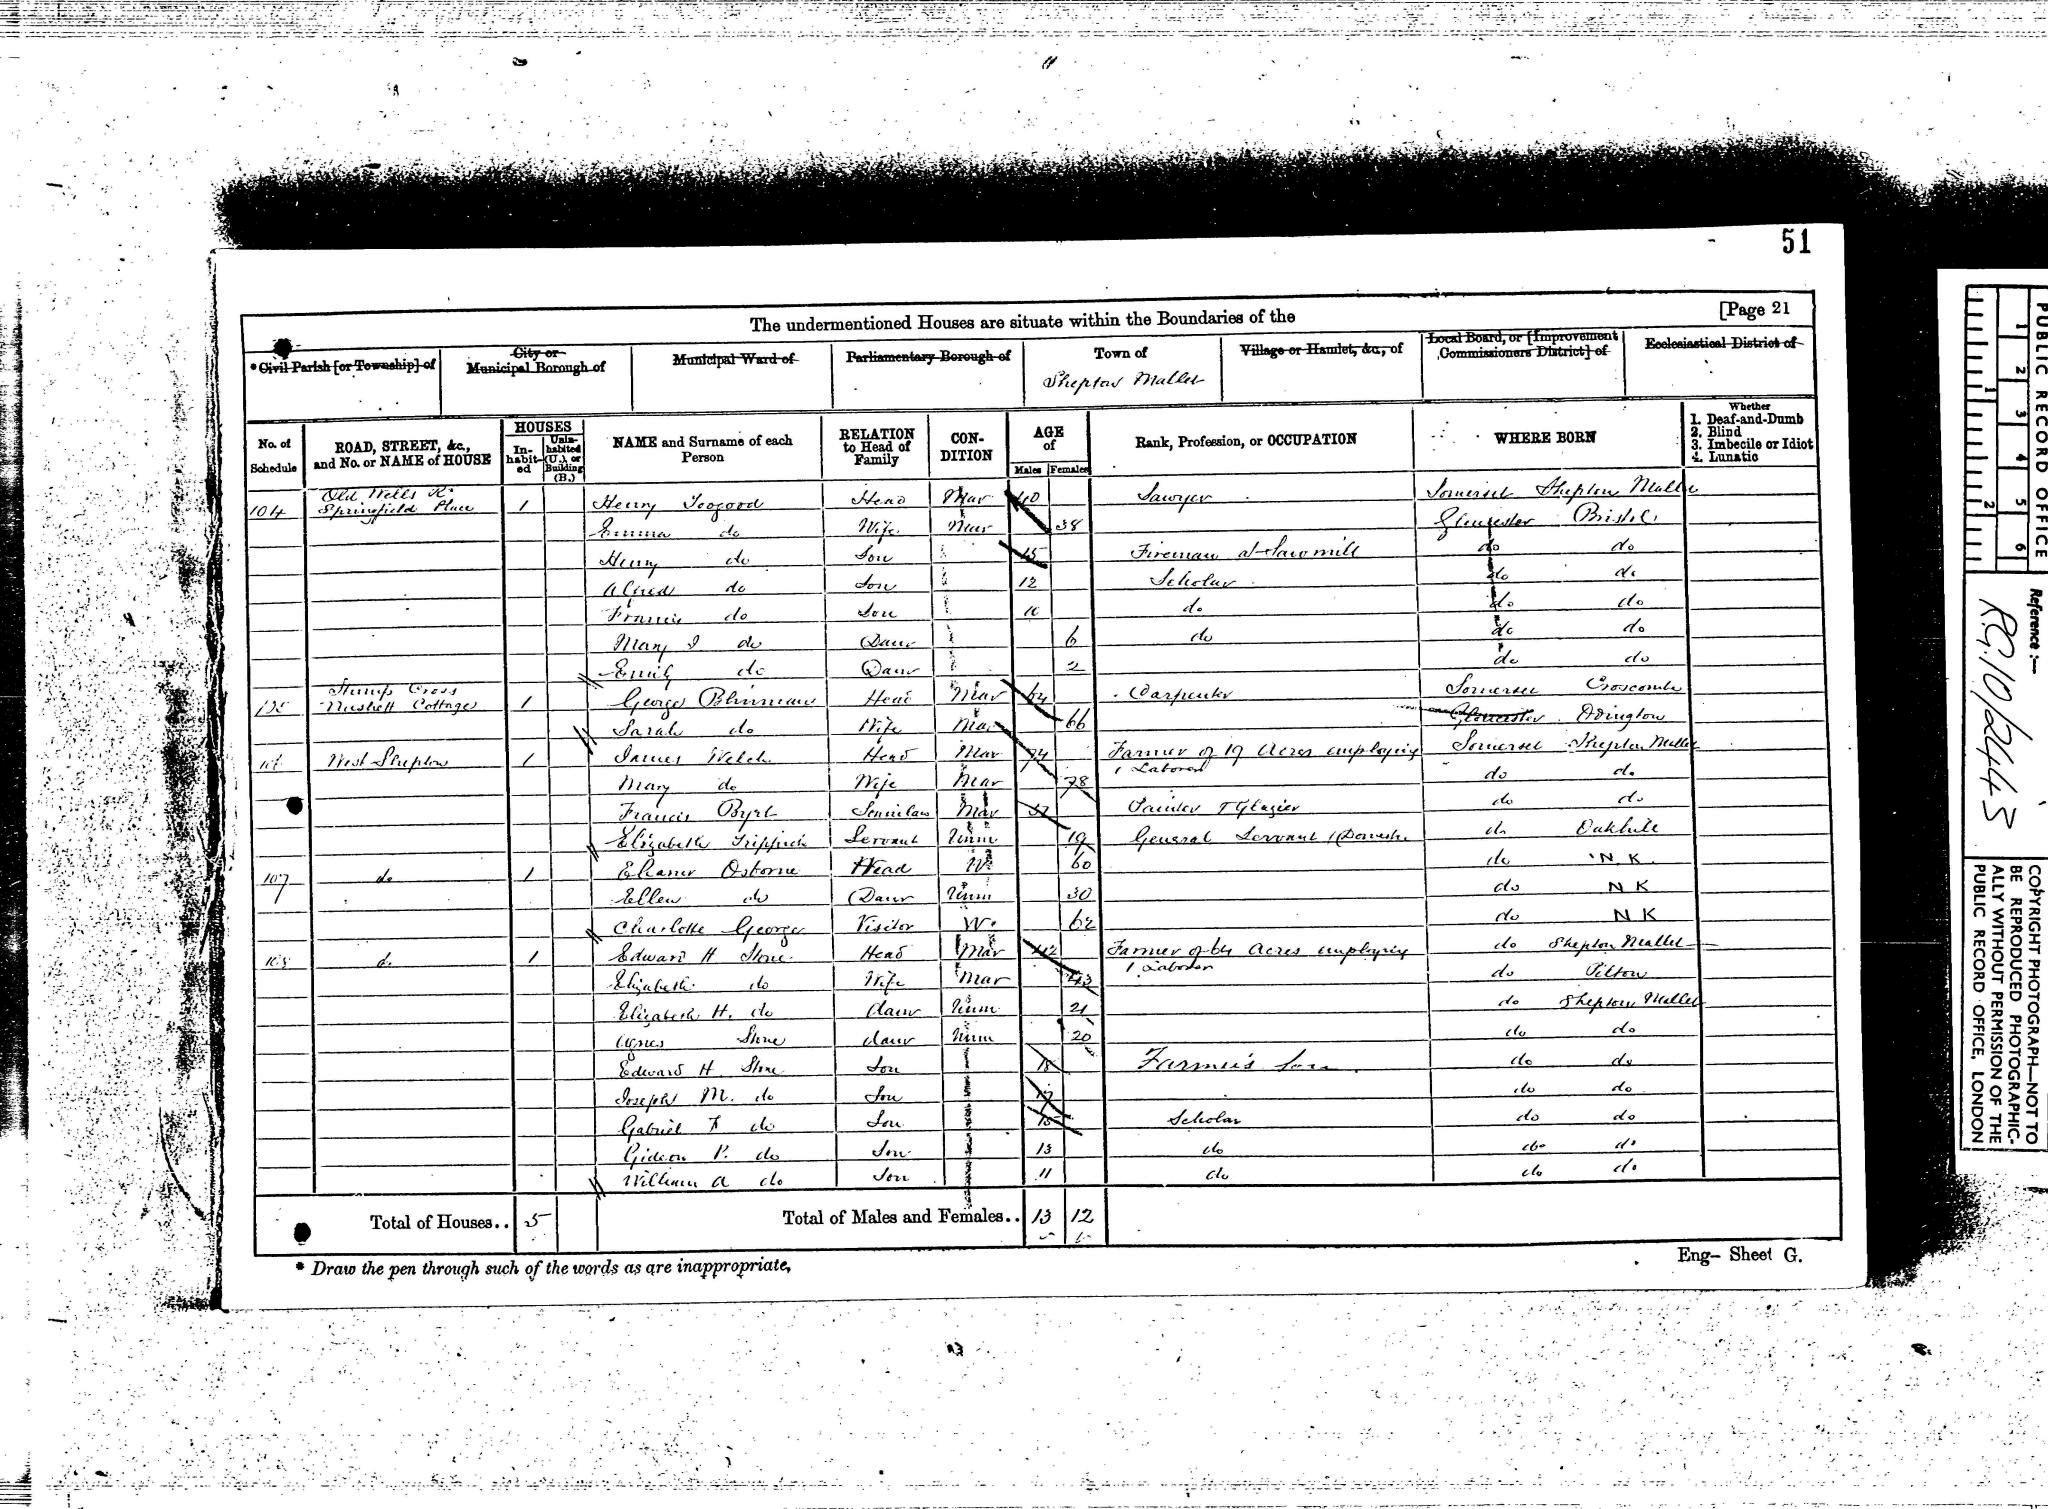 51
[Page 21
The undermentioned Houses are situate within the Boundaries of the
*Civil Parish [or Township] of
City or Municipal Borough of
Municipal Ward of
Parliamentary Borough of
Town of
Shepton Mallet
Village or Hamlet, &c., of
Local Board, or [Improvement Commissioners District] of
Ecclesiastical District of
No. of Schedule
ROAD, STREET, &c., and No. or NAME of HOUSE
HOUSES
In-habit-ed
Unin-habited (U.), or Building (B.)
NAME and Surname of each Person
RELATION to Head of Family
CON-DITION
AGE of
Males Females
Rank, Profession, or OCCUPATION
WHERE BORN
Whether
1. Deaf-and-Dumb
2. Blind
3. Imbecile or Idiot
4. Lunatic
104 Old Wells Rd Springfield Place 1 Henry Toogood Head Mar 40 Sawyer Somerset Shepton Mallet
Emma do Wife Mar 38 Gloucester Bristol
Henry do Son 15 Fireman at Sawmill do do
Alfred do Son 12 Scholar do do
Francis do Son 10 do do do
Mary I do Daur 6 do do do
Emily do Daur 2 do do
105 Stump Cross Cottage 1 George Blinman Head Mar 64 Carpenter Somerset Croscombe
Sarah do Wife Mar 66 Gloucester
106 West Shepton 1 James Welch Head Mar 74 Farmer of 19 Acres employing 1 Laborer Somerset Shepton Mallet
Mary do Wife Mar 78 do do
Francis Byrt Soninlaw Mar Painter & Glazier do do
Elizabeth Servant Unm 19 General Servant (Domestic do Oakhill
107 do 1 Eleanor Osborne Head W 60 do N K
Ellen do Daur Unm 30 do N K
Charlotte George Visitor W. 62 do N K
108 do 1 Edward H Stone Head Mar 42 Farmer of 64 Acres employing 1 Laborer do Shepton Mallet
Elizabeth do Wife Mar 43 do Pilton
Elizabeth H. do daur Unm 21 do Shepton Mallet
Agnes Stone daur Unm 20 do do
Edward H Stone Son 18 Farmer's Son do do
Joseph M. do Son 17 do do
Gabriel F do Son 15 Scholar do do
Gideon P. do Son 13 do do do
William A do Son 11 do do do
Total of Houses.. 5
Total of Males and Females.. 13 12
* Draw the pen through such of the words as are inappropriate.
Eng- Sheet G.
PUBLIC RECORD OFFICE
1 2 3 4 5 6
1 2
Reference :—
R.G. 10/2443
COPYRIGHT PHOTOGRAPH—NOT TO
BE REPRODUCED PHOTOGRAPHIC-
ALLY WITHOUT PERMISSION OF THE
PUBLIC RECORD OFFICE, LONDON